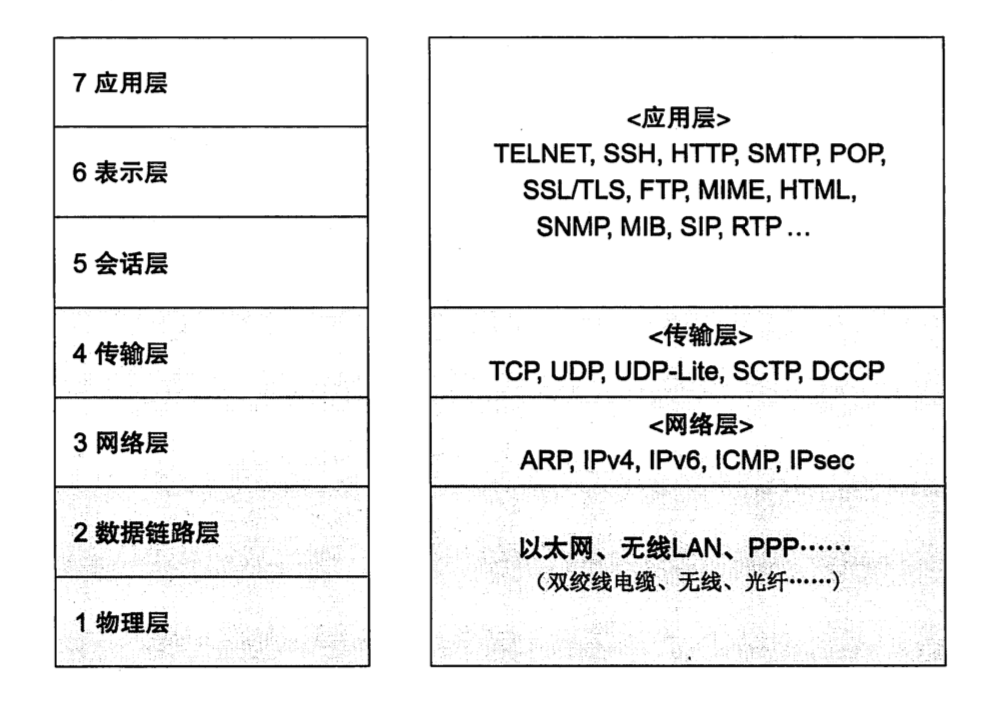 7 应用层
6 表示层
5 会话层
4 传输层
3 网络层
2 数据链路层
1 物理层
<应用层>
TELNET, SSH, HTTP, SMTP, POP,
SSL/TLS, FTP, MIME, HTML,
SNMP, MIB, SIP, RTP …
<传输层>
TCP, UDP, UDP-Lite, SCTP, DCCP
<网络层>
ARP, IPv4, IPv6, ICMP, IPsec
以太网、无线LAN、PPP……
（双绞线电缆、无线、光纤……）